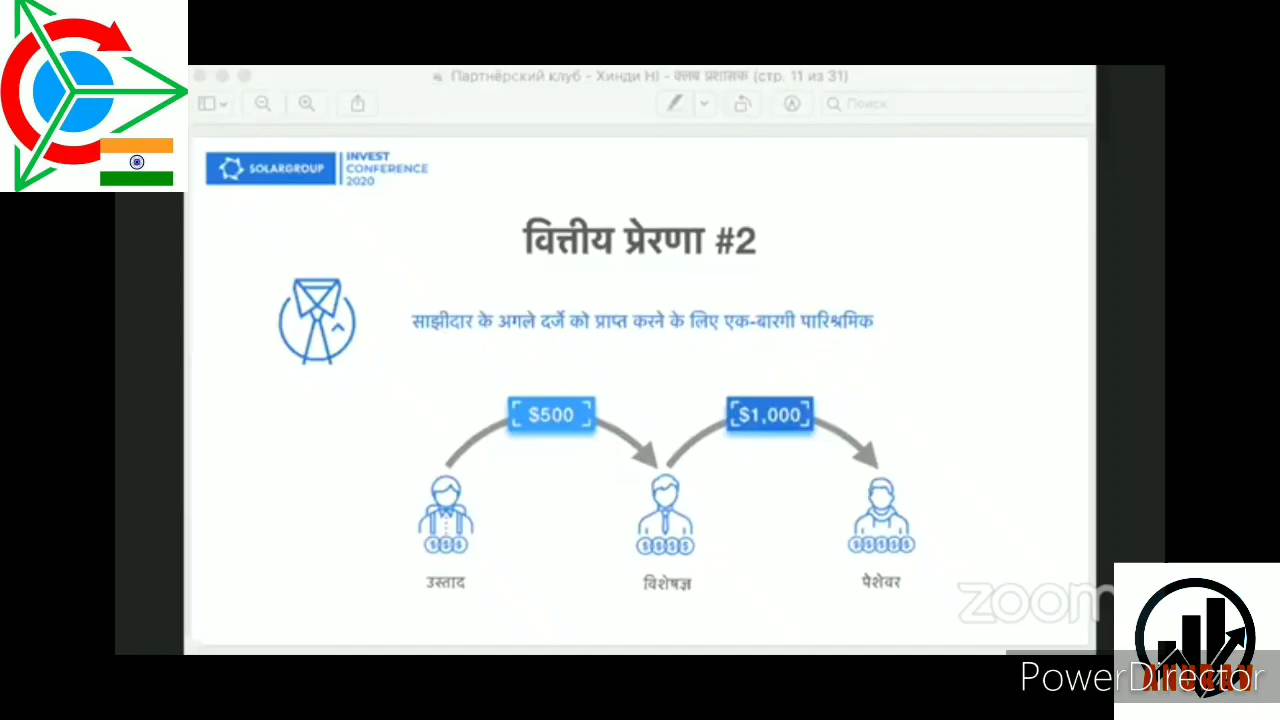 Партнёрский клуб - Хинди HI - क्लब प्रशासक (стр. 11 из 31)
Поиск
SOLARGROUP
INVEST
CONFERENCE
2020
वित्तीय प्रेरणा #2
साझीदार के अगले दर्जे को प्राप्त करने के लिए एक-बारगी पारिश्रमिक
$500
$1,000
उस्ताद
विशेषज्ञ
पेशेवर
zoom
PowerDirector